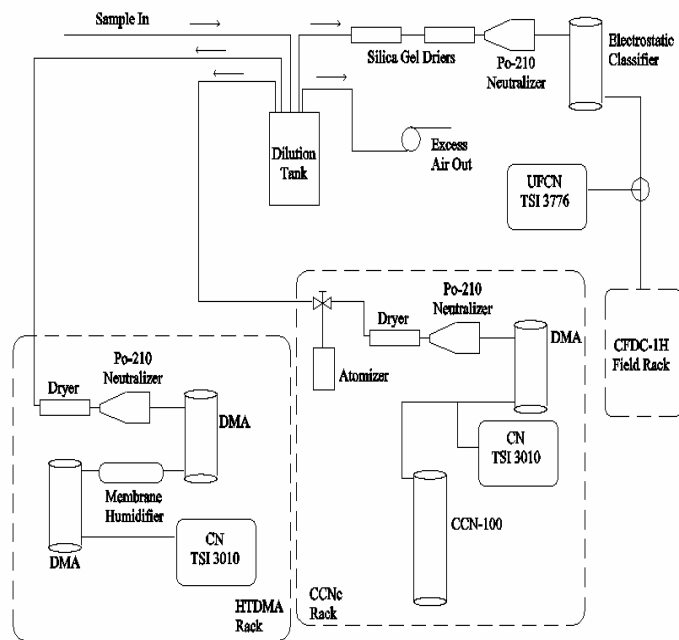 Sample In
Silica Gel Driers
Po-210
Neutralizer
Electrostatic
Classifier
Dilution
Tank
Excess
Air Out
UFCN
TSI 3776
CFDC-1H
Field Rack
Po-210
Neutralizer
Dryer
DMA
Atomizer
CN
TSI 3010
CCN-100
CCNc
Rack
Po-210
Neutralizer
Dryer
DMA
Membrane
Humidifier
DMA
CN
TSI 3010
HTDMA
Rack